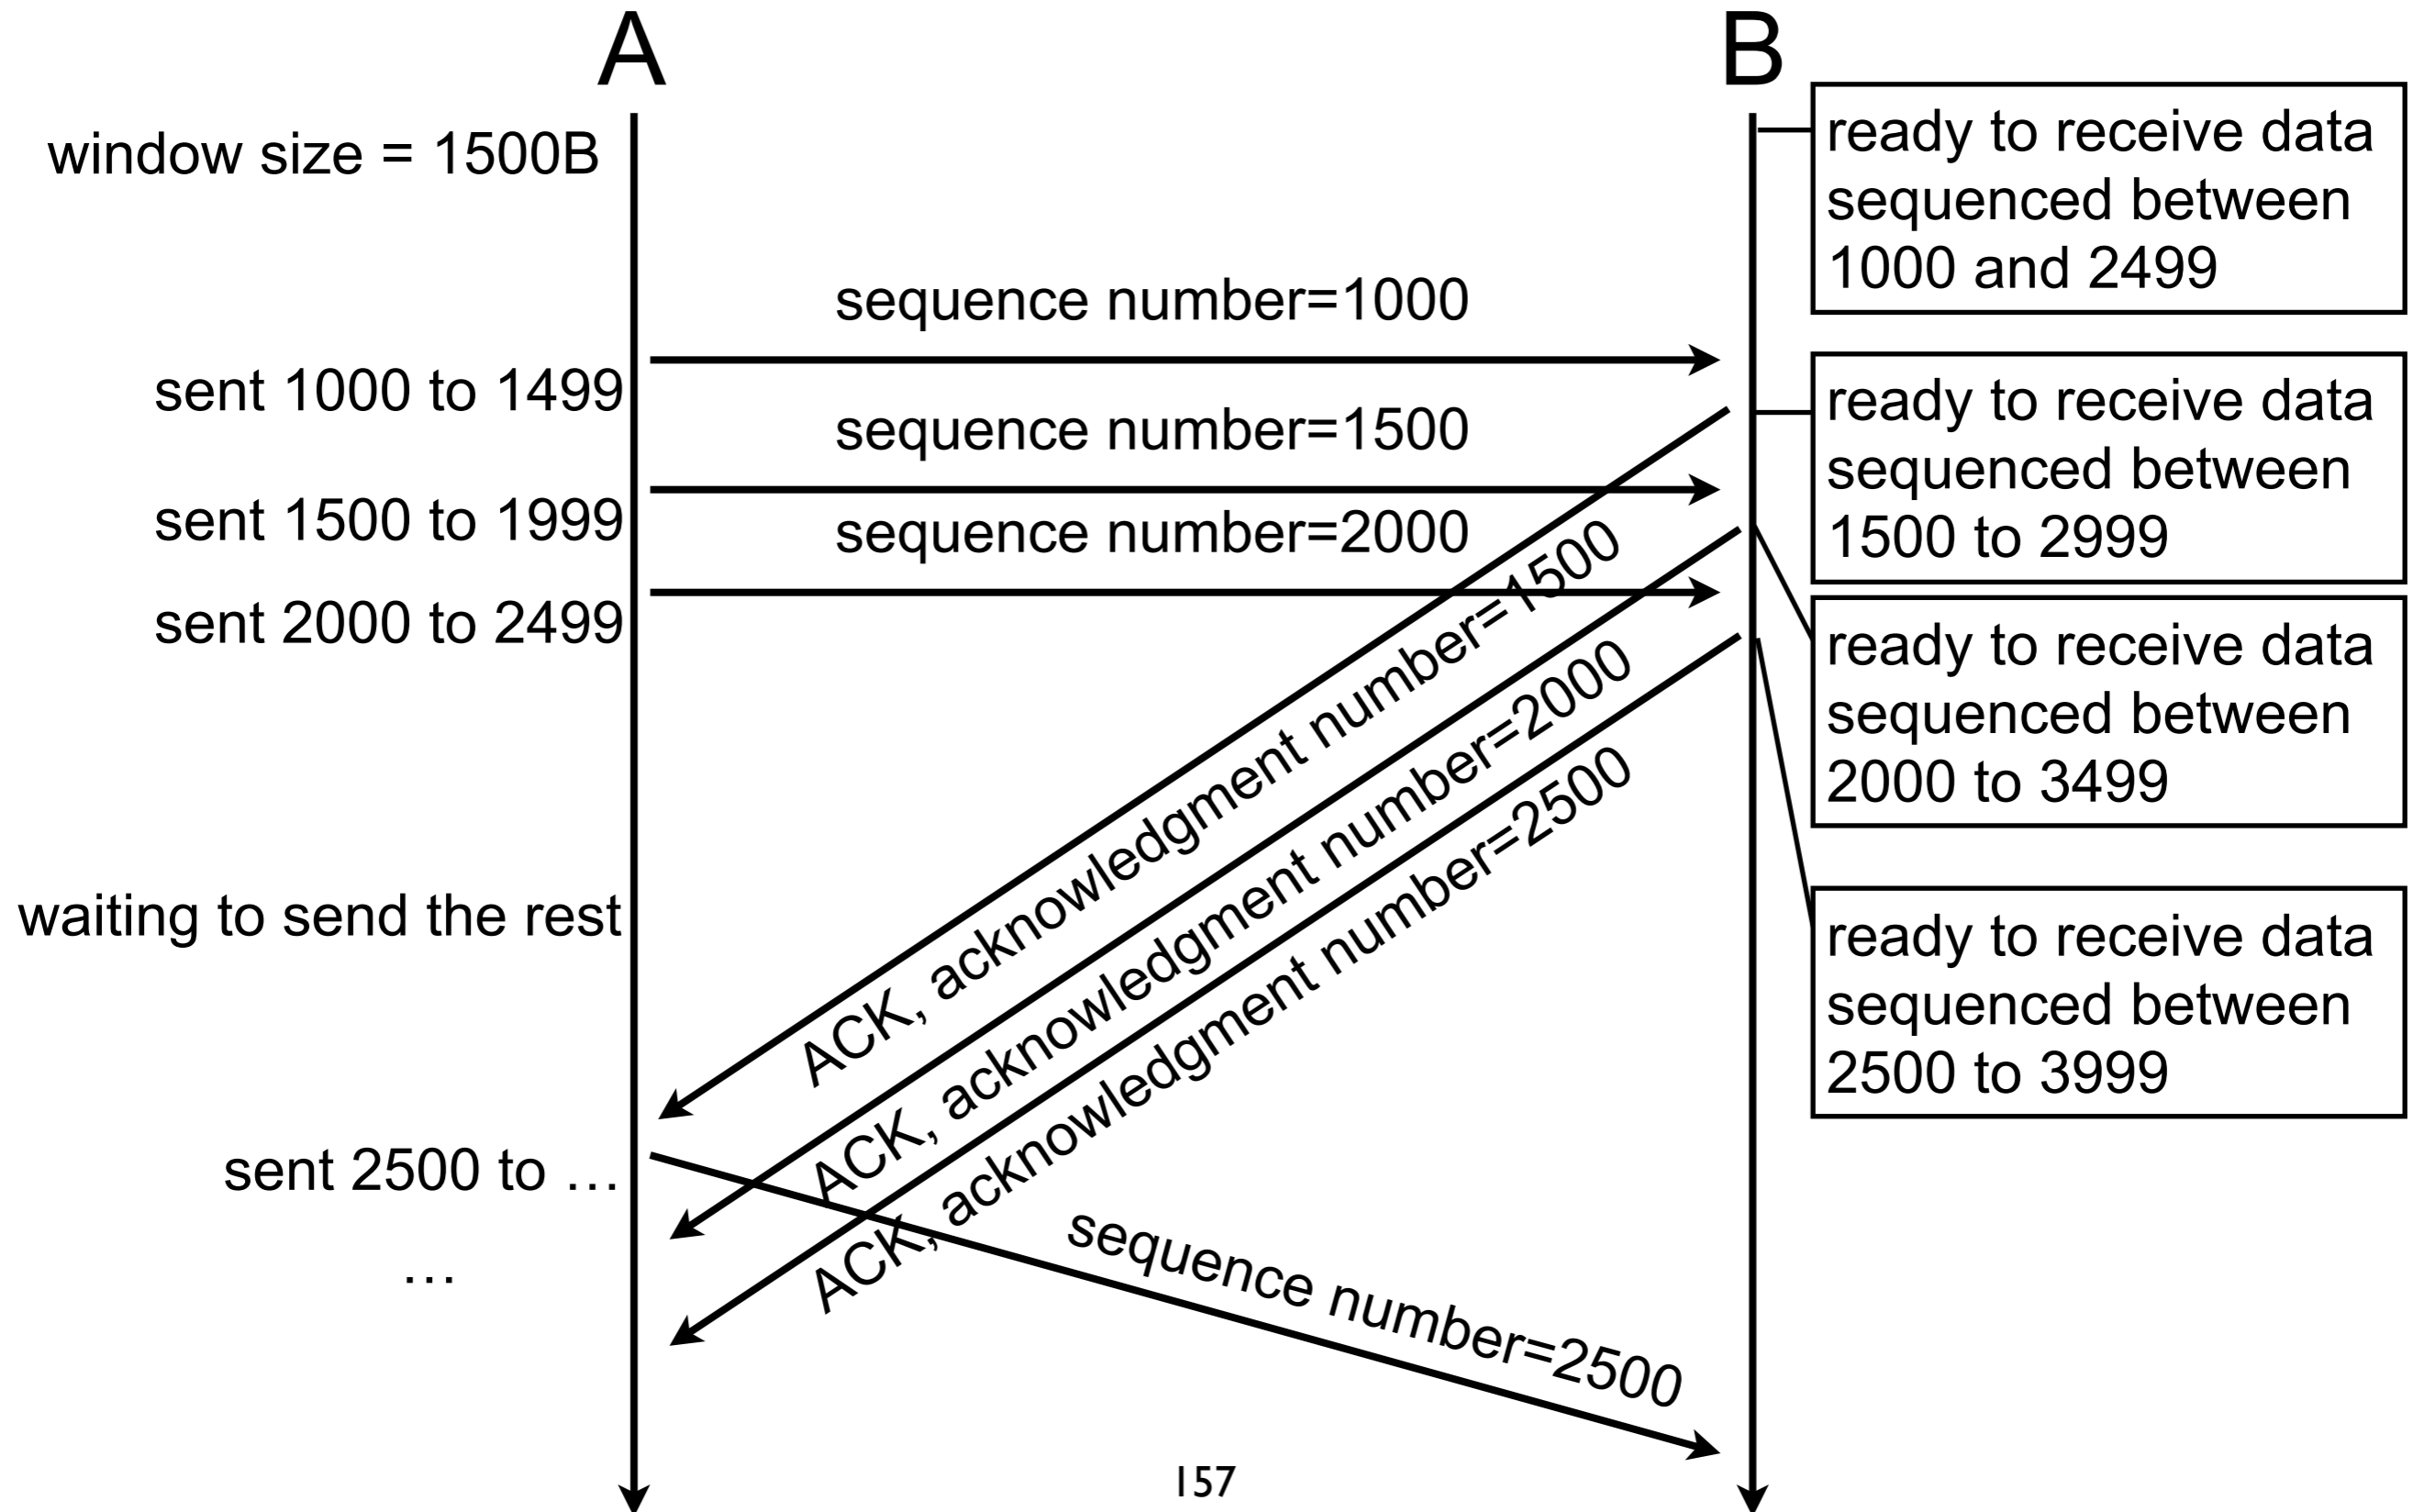 A
B
window size = 1500B
ready to receive data
sequenced between
1000 and 2499
sequence number=1000
sent 1000 to 1499
ready to receive data
sequenced between
1500 to 2999
sequence number=1500
sent 1500 to 1999
sequence number=2000
sent 2000 to 2499
ready to receive data
sequenced between
2000 to 3499
ACK, acknowledgment number=1500
ACK, acknowledgment number=2000
ACK, acknowledgment number=2500
waiting to send the rest
ready to receive data
sequenced between
2500 to 3999
sent 2500 to …
…
sequence number=2500
157